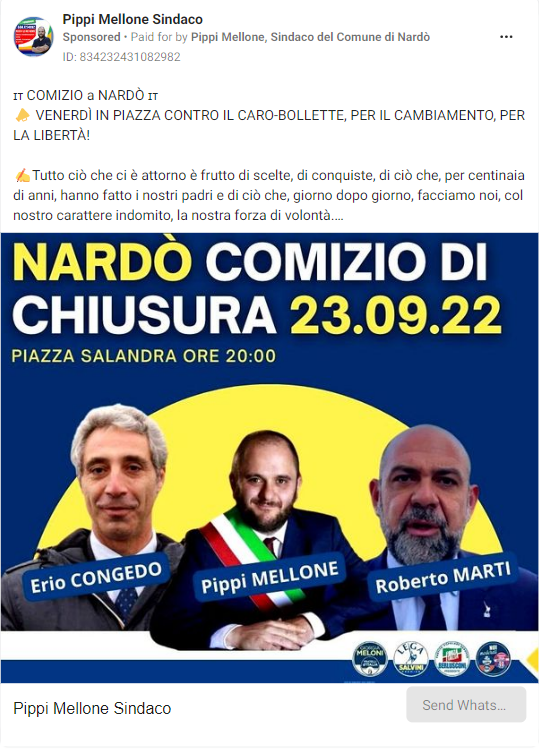 Pippi Mellone Sindaco
Sponsored • Paid for by Pippi Mellone, Sindaco del Comune di Nardò
ID: 834232431082982
IT COMIZIO a NARDÒ IT
📣 VENERDÌ IN PIAZZA CONTRO IL CARO-BOLLETTE, PER IL CAMBIAMENTO, PER
LA LIBERTÀ!
✍️Tutto ciò che ci è attorno è frutto di scelte, di conquiste, di ciò che, per centinaia
di anni, hanno fatto i nostri padri e di ciò che, giorno dopo giorno, facciamo noi, col
nostro carattere indomito, la nostra forza di volontà....
NARDÒ COMIZIO DI
CHIUSURA 23.09.22
PIAZZA SALANDRA ORE 20:00
Erio CONGEDO
Pippi MELLONE
Roberto MARTI
GIORGIA
MELONI
LEGA
SALVINI
BERLUSCONI
Pippi Mellone Sindaco
Send Whats...